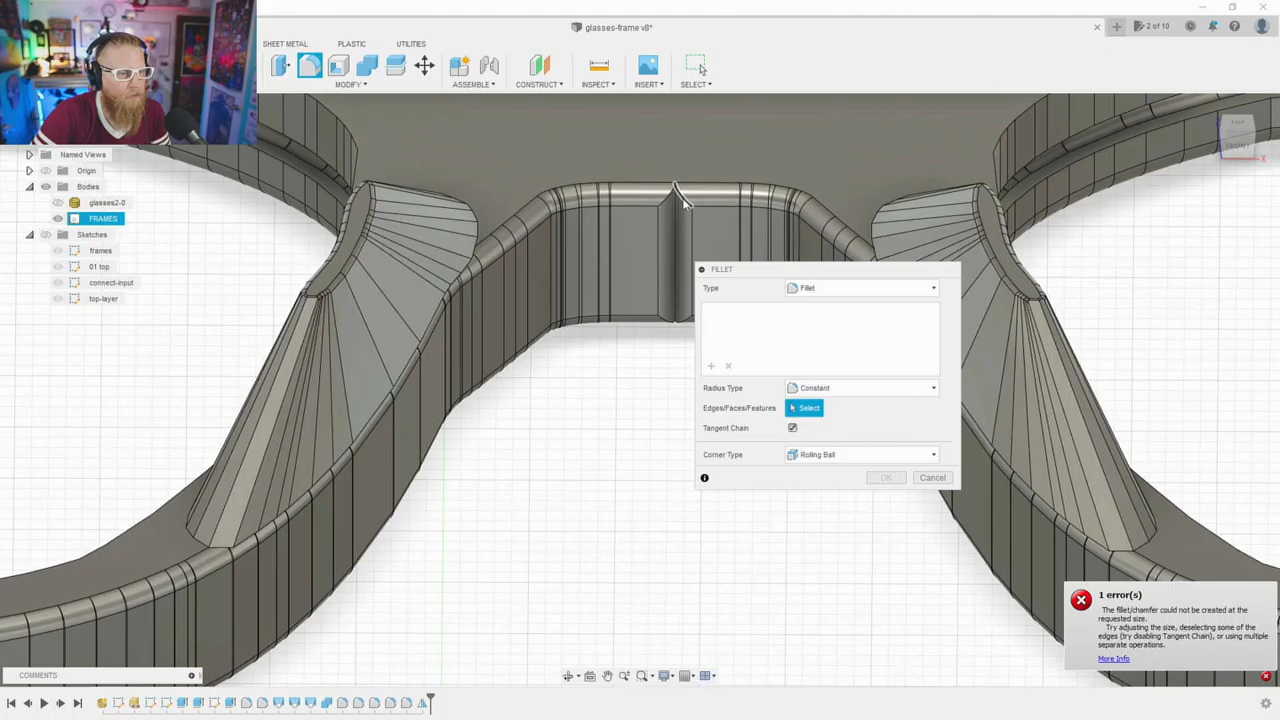 glasses-frame v8*
2 of 10
SHEET METAL
PLASTIC
UTILITIES
MODIFY
ASSEMBLE
CONSTRUCT
INSPECT
INSERT
SELECT
TOP
FRONT
X
Named Views
Origin
Bodies
glasses2-0
FRAMES
Sketches
frames
01 top
connect-input
top-layer
FILLET
Type
Fillet
Radius Type
Constant
Edges/Faces/Features
Select
Tangent Chain
Corner Type
Rolling Ball
OK
Cancel
1 error(s)
The fillet/chamfer could not be created at the
requested size.
Try adjusting the size, deselecting some of the
edges (try disabling Tangent Chain), or using multiple
separate operations.
More Info
COMMENTS